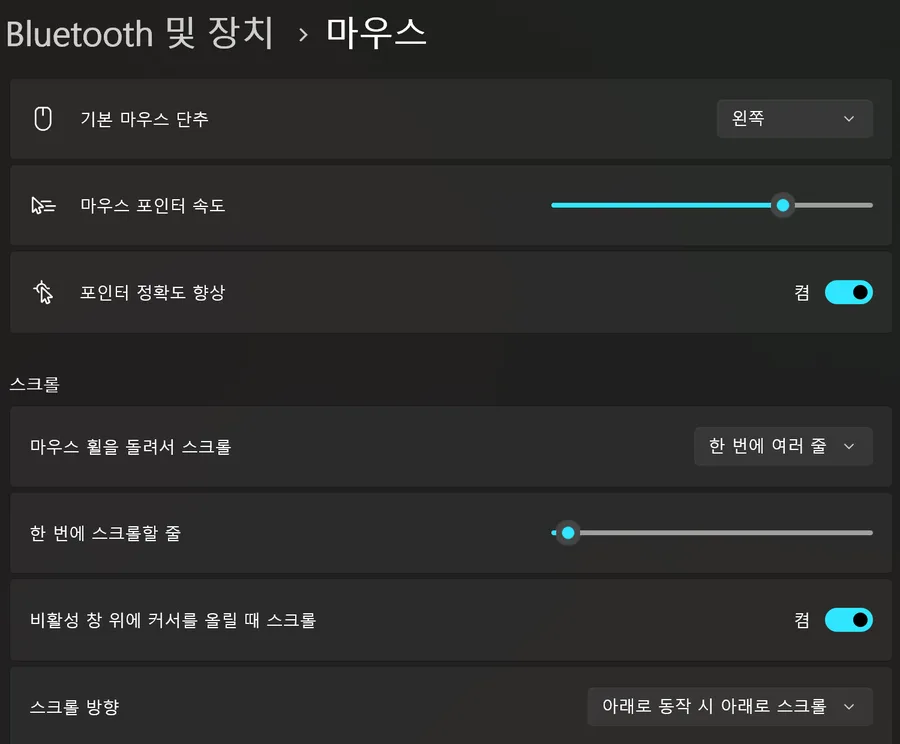 Bluetooth 및 장치 › 마우스
기본 마우스 단추 왼쪽
마우스 포인터 속도
포인터 정확도 향상 켬
스크롤
마우스 휠을 돌려서 스크롤 한 번에 여러 줄
한 번에 스크롤할 줄
비활성 창 위에 커서를 올릴 때 스크롤 켬
스크롤 방향 아래로 동작 시 아래로 스크롤